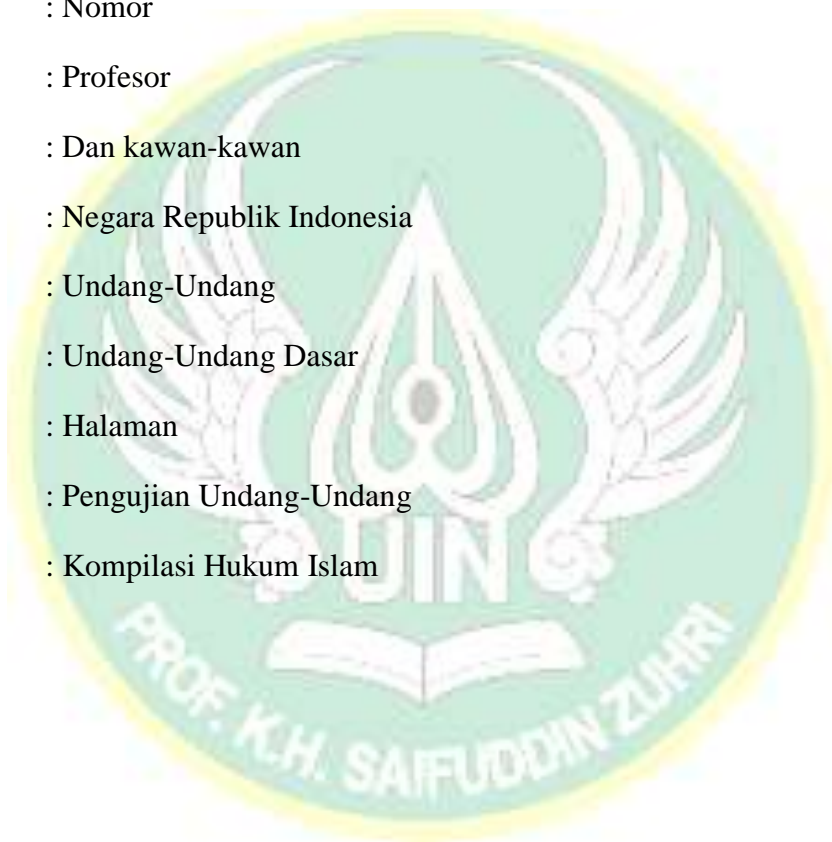 : Nomor
: Profesor
: Dan kawan-kawan
: Negara Republik Indonesia
: Undang-Undang
: Undang-Undang Dasar
: Halaman
: Pengujian Undang-Undang
: Kompilasi Hukum Islam
UIN
PROF. K.H. SAIFUDDIN ZUHRI